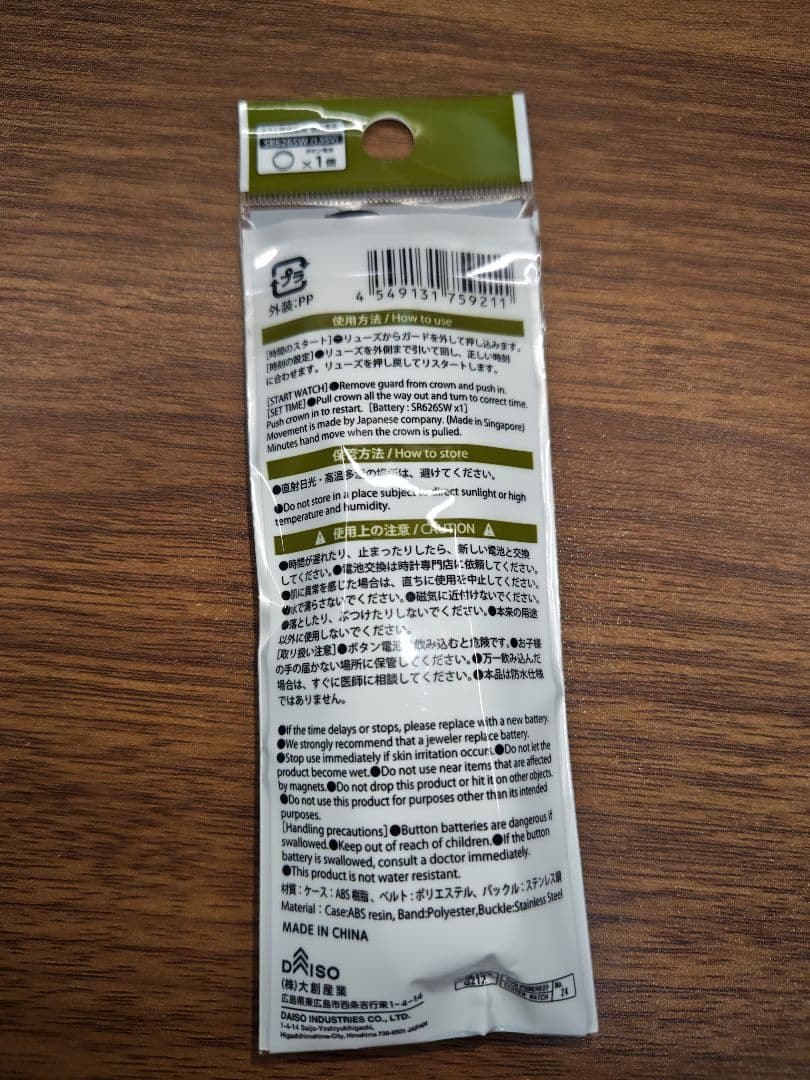 SR626SW (1.55V)
ボタン電池
×1個
プラ
外装:PP
4 549131 759211
使用方法 / How to use
[時間のスタート]●リューズからガードを外して押し込みます。
[時刻の設定]●リューズを外側まで引いて回し、正しい時刻
に合わせます。リューズを押し戻してリスタートします。
[START WATCH]●Remove guard from crown and push in.
[SET TIME]●Pull crown all the way out and turn to correct time.
Push crown in to restart. [Battery : SR626SW x1]
Movement is made by Japanese company. (Made in Singapore)
Minutes hand move when the crown is pulled.
保管方法 / How to store
●直射日光・高温多湿の場所は、避けてください。
●Do not store in a place subject to direct sunlight or high
temperature and humidity.
使用上の注意 / CAUTION
●時間が遅れたり、止まったりしたら、新しい電池と交換
してください。●電池交換は時計専門店に依頼してください。
●肌に異常を感じた場合は、直ちに使用を中止してください。
●水で濡らさないでください。●磁気に近付けないでください。
●落としたり、ぶつけたりしないでください。●本来の用途
以外に使用しないでください。
[取り扱い注意]●ボタン電池 飲み込むと危険です。●お子様
の手の届かない場所に保管してください。●万一飲み込んだ
場合は、すぐに医師に相談してください。●本品は防水仕様
ではありません。
●If the time delays or stops, please replace with a new battery.
●We strongly recommend that a jeweler replace battery.
●Stop use immediately if skin irritation occurs.●Do not let the
product become wet.●Do not use near items that are affected
by magnets.●Do not drop this product or hit it on other objects.
●Do not use this product for purposes other than its intended
purposes.
[Handling precautions]●Button batteries are dangerous if
swallowed.●Keep out of reach of children.●If the button
battery is swallowed, consult a doctor immediately.
●This product is not water resistant.
材質:ケース:ABS樹脂、ベルト:ポリエステル、バックル:ステンレス鋼
Material : Case:ABS resin, Band:Polyester,Buckle:Stainless Steel
MADE IN CHINA
DAISO
(株)大創産業
広島県東広島市西条吉行東1-4-14
DAISO INDUSTRIES CO., LTD.
1-4-14 Saijo-Yoshiyukihigashi,
Higashihiroshima-City, Hiroshima 739-8501 JAPAN
WATCH
No.
24